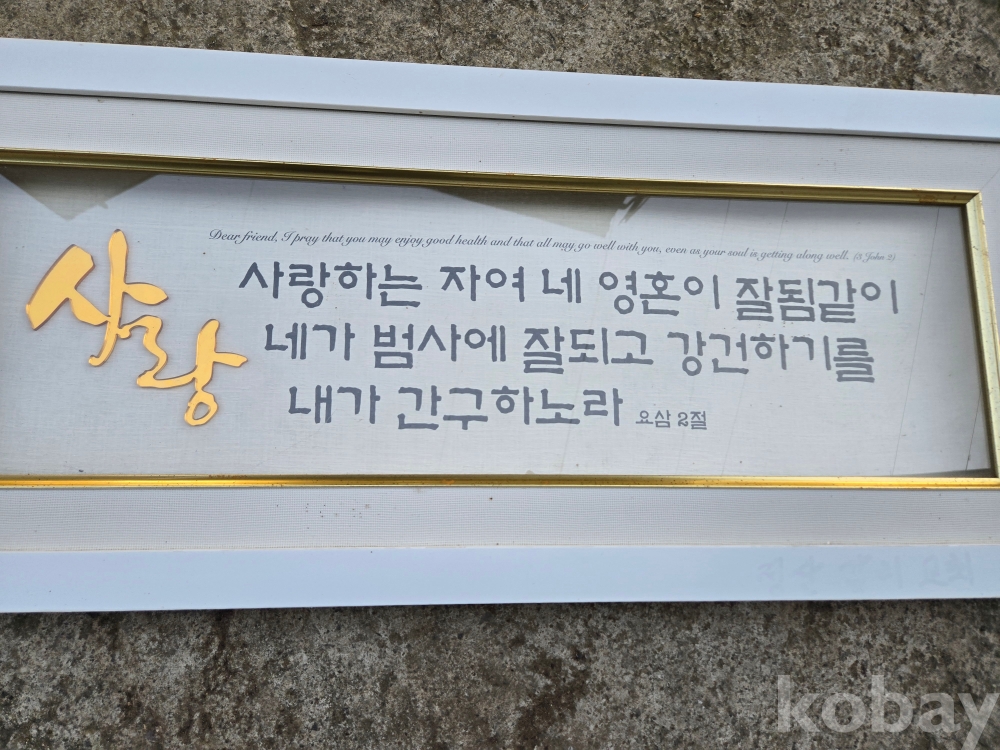 Dear friend, I pray that you may enjoy good health and that all may go well with you, even as your soul is getting along well. (3 John 2)
사랑
사랑하는 자여 네 영혼이 잘됨같이
네가 범사에 잘되고 강건하기를
내가 간구하노라 요삼 2절
kobay